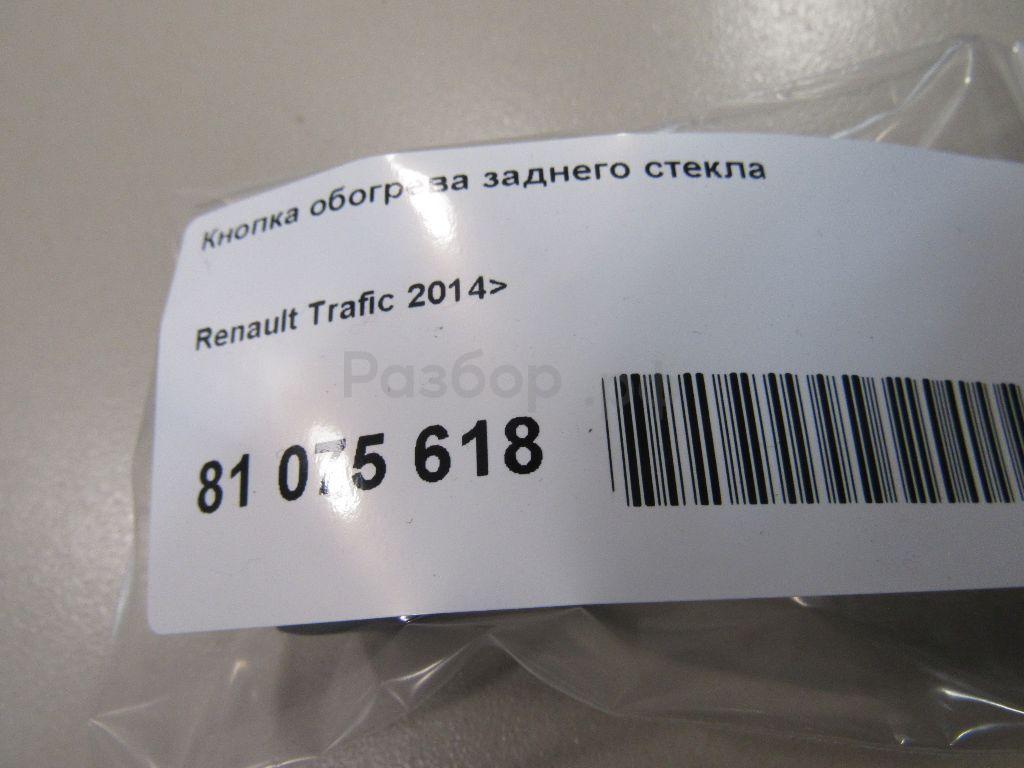 Кнопка обогрева заднего стекла
Renault Trafic 2014>
Разбор
81 075 618